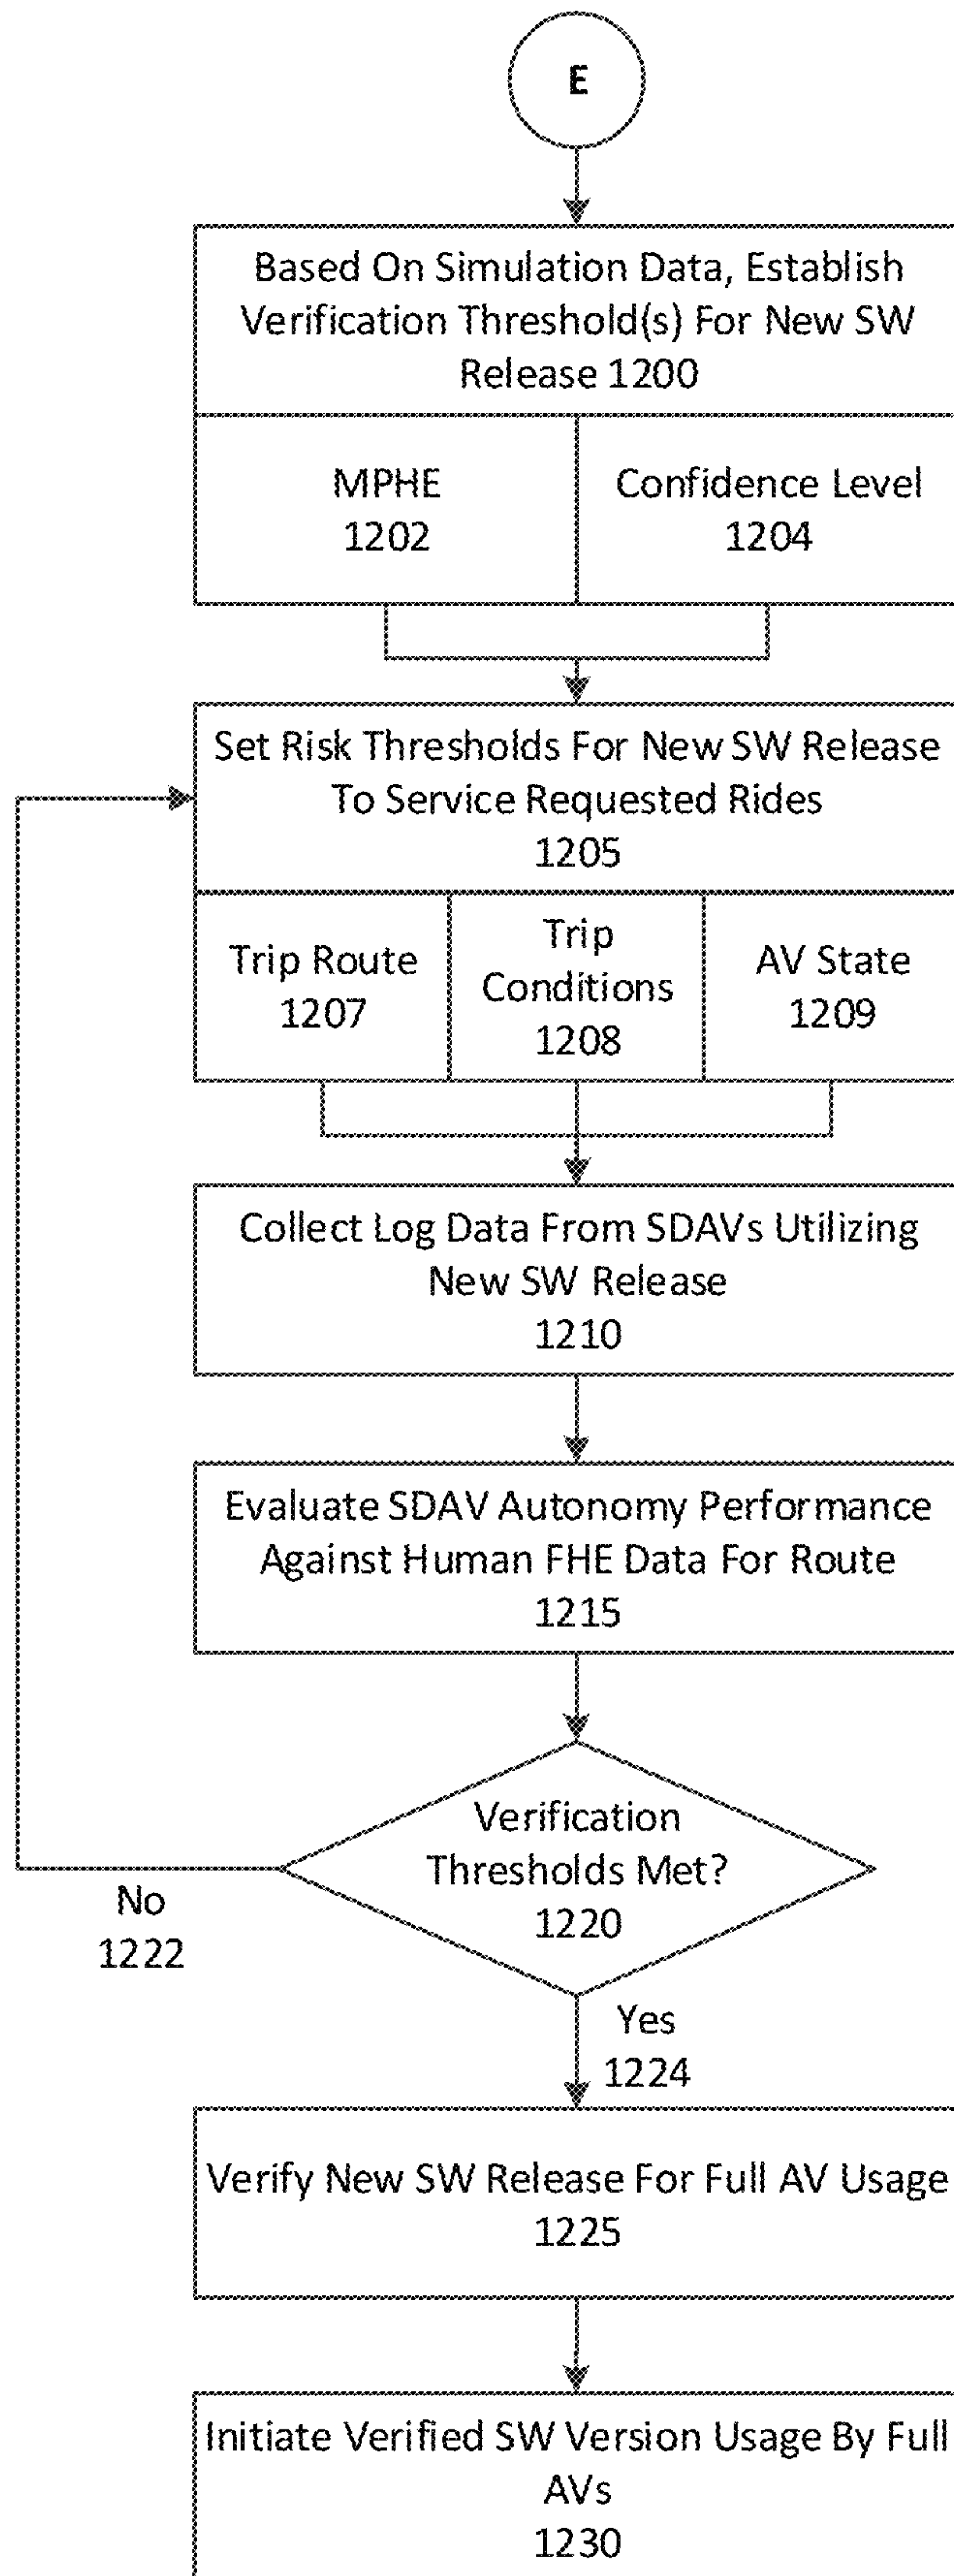 E
Based On Simulation Data, Establish
Verification Threshold(s) For New SW
Release 1200
MPHE
1202
Confidence Level
1204
Set Risk Thresholds For New SW Release
To Service Requested Rides
1205
Trip Route
1207
Trip
Conditions
1208
AV State
1209
Collect Log Data From SDAVs Utilizing
New SW Release
1210
Evaluate SDAV Autonomy Performance
Against Human FHE Data For Route
1215
Verification
Thresholds Met?
1220
No
1222
Yes
1224
Verify New SW Release For Full AV Usage
1225
Initiate Verified SW Version Usage By Full
AVs
1230